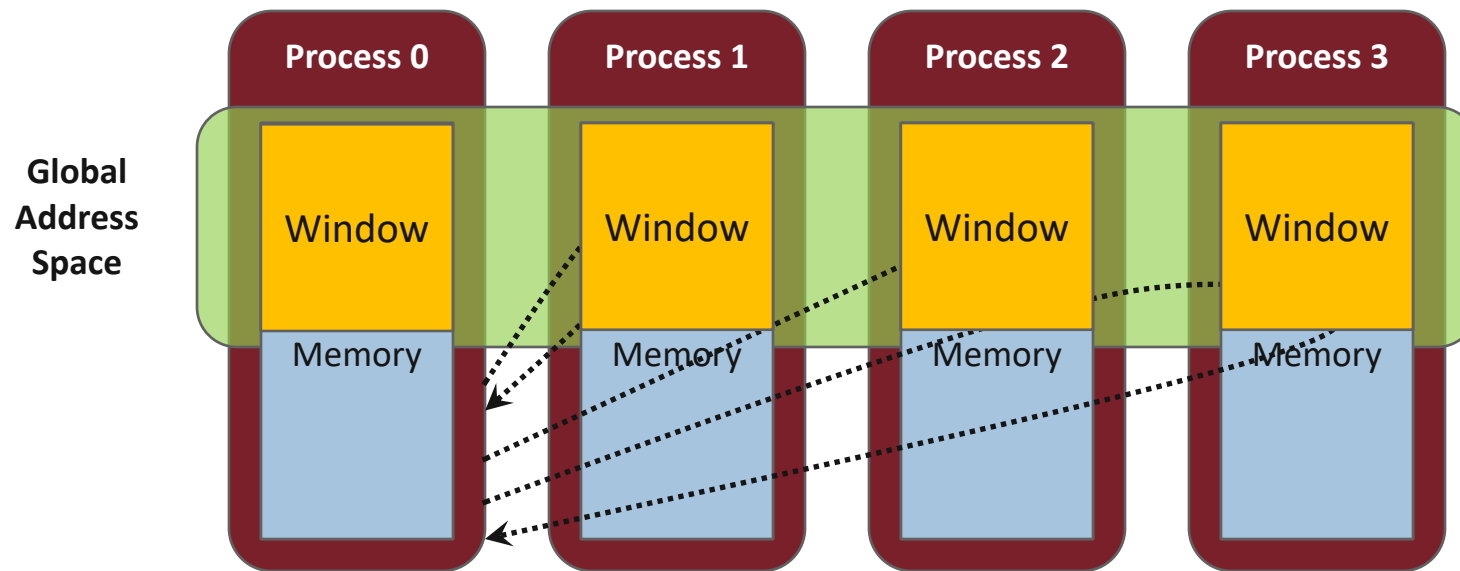 Process 0
Process 1
Process 2
Process 3
Global
Address
Space
Window
Window
Window
Window
Memory
Memory
Memory
Memory